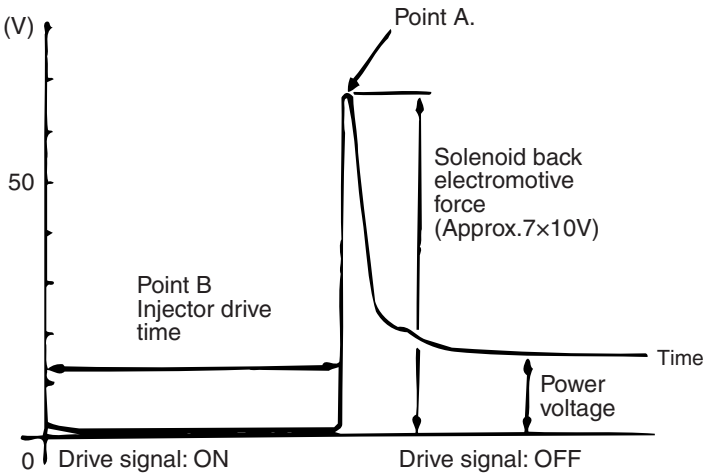 (V)
Point A.
50
Solenoid back
electromotive
force
(Approx.7×10V)
Point B
Injector drive
time
Time
Power
voltage
0
Drive signal: ON
Drive signal: OFF